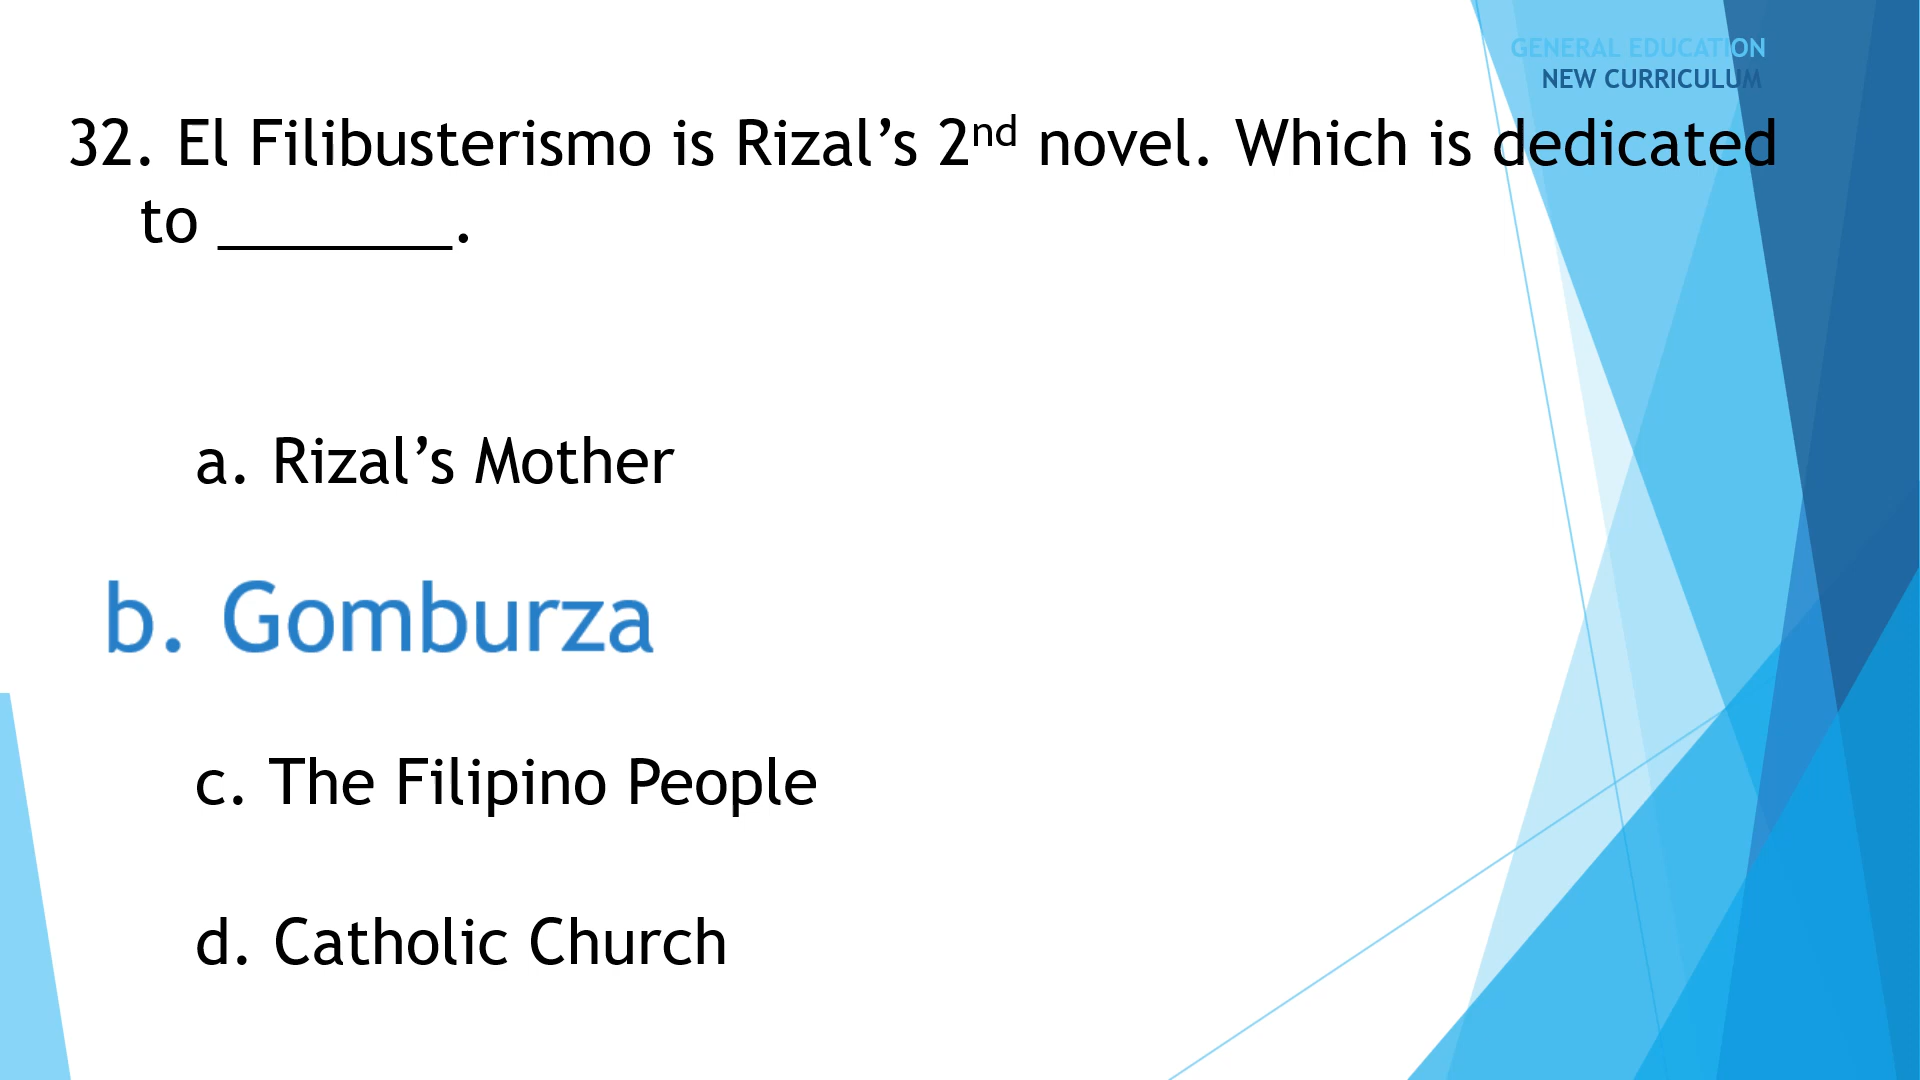 GENERAL EDUCATION
NEW CURRICULUM
32. El Filibusterismo is Rizal’s 2nd novel. Which is dedicated
to _______.
a. Rizal’s Mother
b. Gomburza
c. The Filipino People
d. Catholic Church